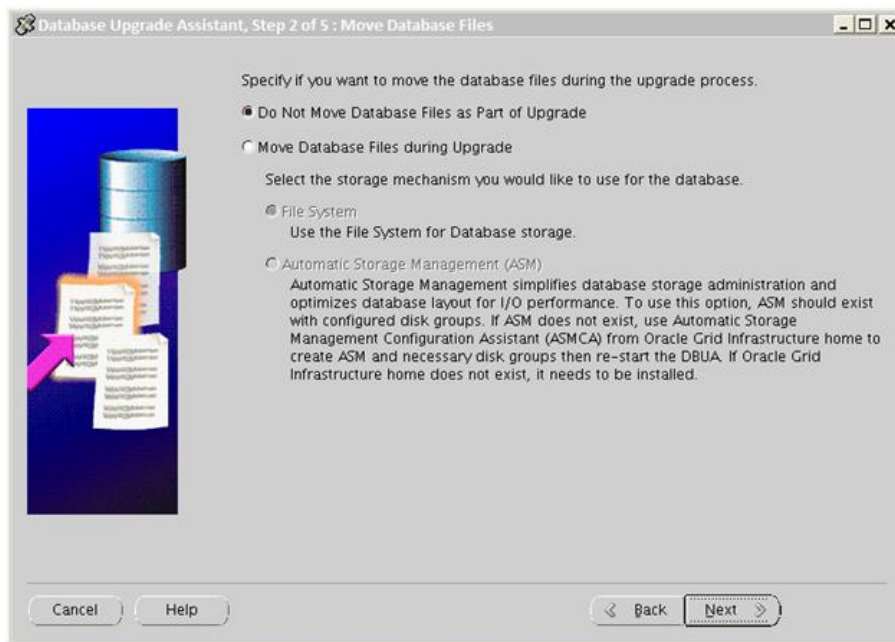 Database Upgrade Assistant, Step 2 of 5 : Move Database Files
Specify if you want to move the database files during the upgrade process.
Do Not Move Database Files as Part of Upgrade
Move Database Files during Upgrade
Select the storage mechanism you would like to use for the database.
File System
Use the File System for Database storage.
Automatic Storage Management (ASM)
Automatic Storage Management simplifies database storage administration and
optimizes database layout for I/O performance. To use this option, ASM should exist
with configured disk groups. If ASM does not exist, use Automatic Storage
Management Configuration Assistant (ASMCA) from Oracle Grid Infrastructure home to
create ASM and necessary disk groups then re-start the DBUA. If Oracle Grid
Infrastructure home does not exist, it needs to be installed.
Cancel
Help
Back
Next